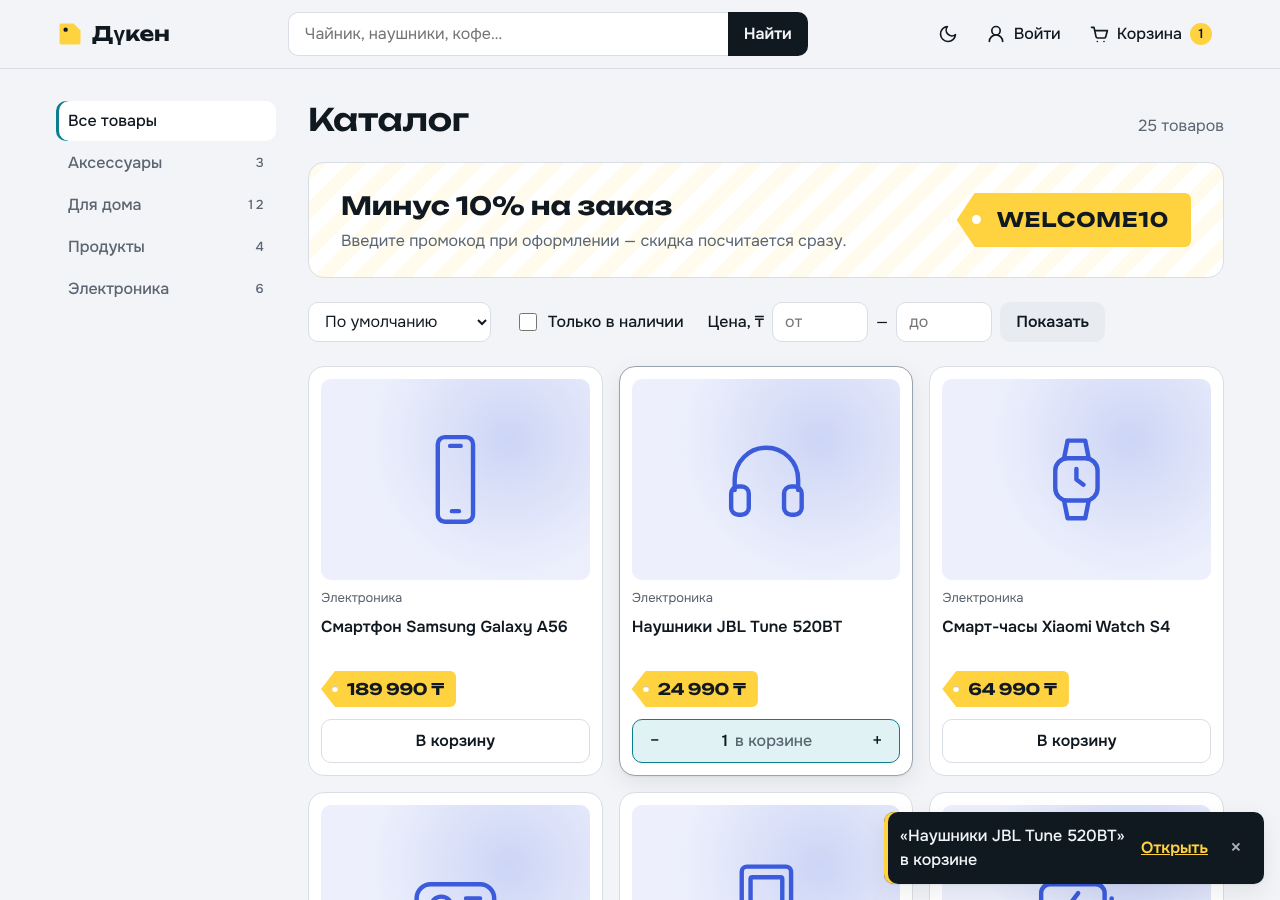 Дүкен
Чайник, наушники, кофе...
Найти
Войти
Корзина 1
Все товары
Аксессуары 3
Для дома 12
Продукты 4
Электроника 6
Каталог
25 товаров
Минус 10% на заказ
Введите промокод при оформлении — скидка посчитается сразу.
WELCOME10
По умолчанию
Только в наличии
Цена, ₸
от
—
до
Показать
Электроника
Смартфон Samsung Galaxy A56
189 990 ₸
В корзину
Электроника
Наушники JBL Tune 520BT
24 990 ₸
− 1 в корзине +
Электроника
Смарт-часы Xiaomi Watch S4
64 990 ₸
В корзину
«Наушники JBL Tune 520BT»
в корзине
Открыть
×